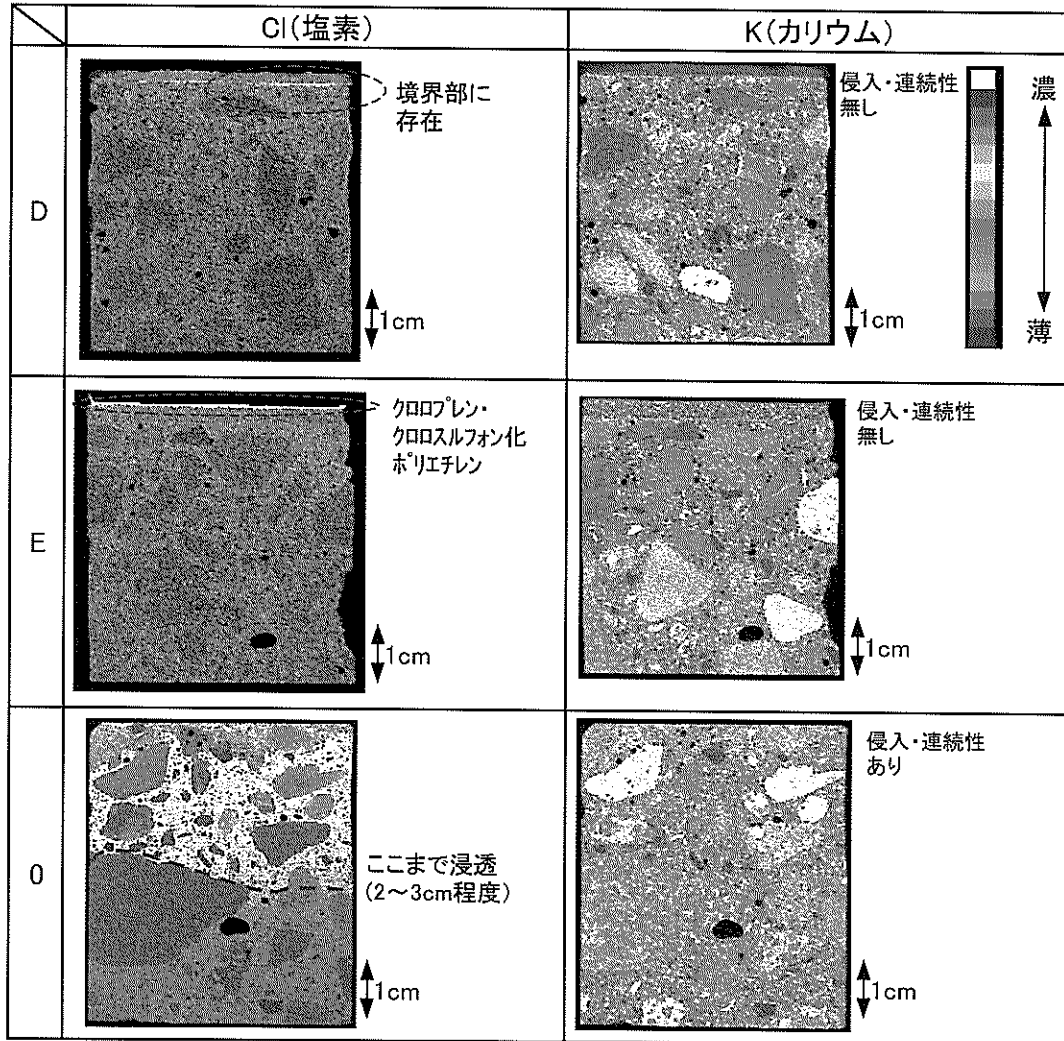 Cl(塩素)
K(カリウム)
D
境界部に
存在
1cm
侵入・連続性
無し
1cm
濃
薄
E
クロロプレン・
クロロスルフォン化
ポリエチレン
1cm
侵入・連続性
無し
1cm
0
ここまで浸透
(2～3cm程度)
1cm
侵入・連続性
あり
1cm